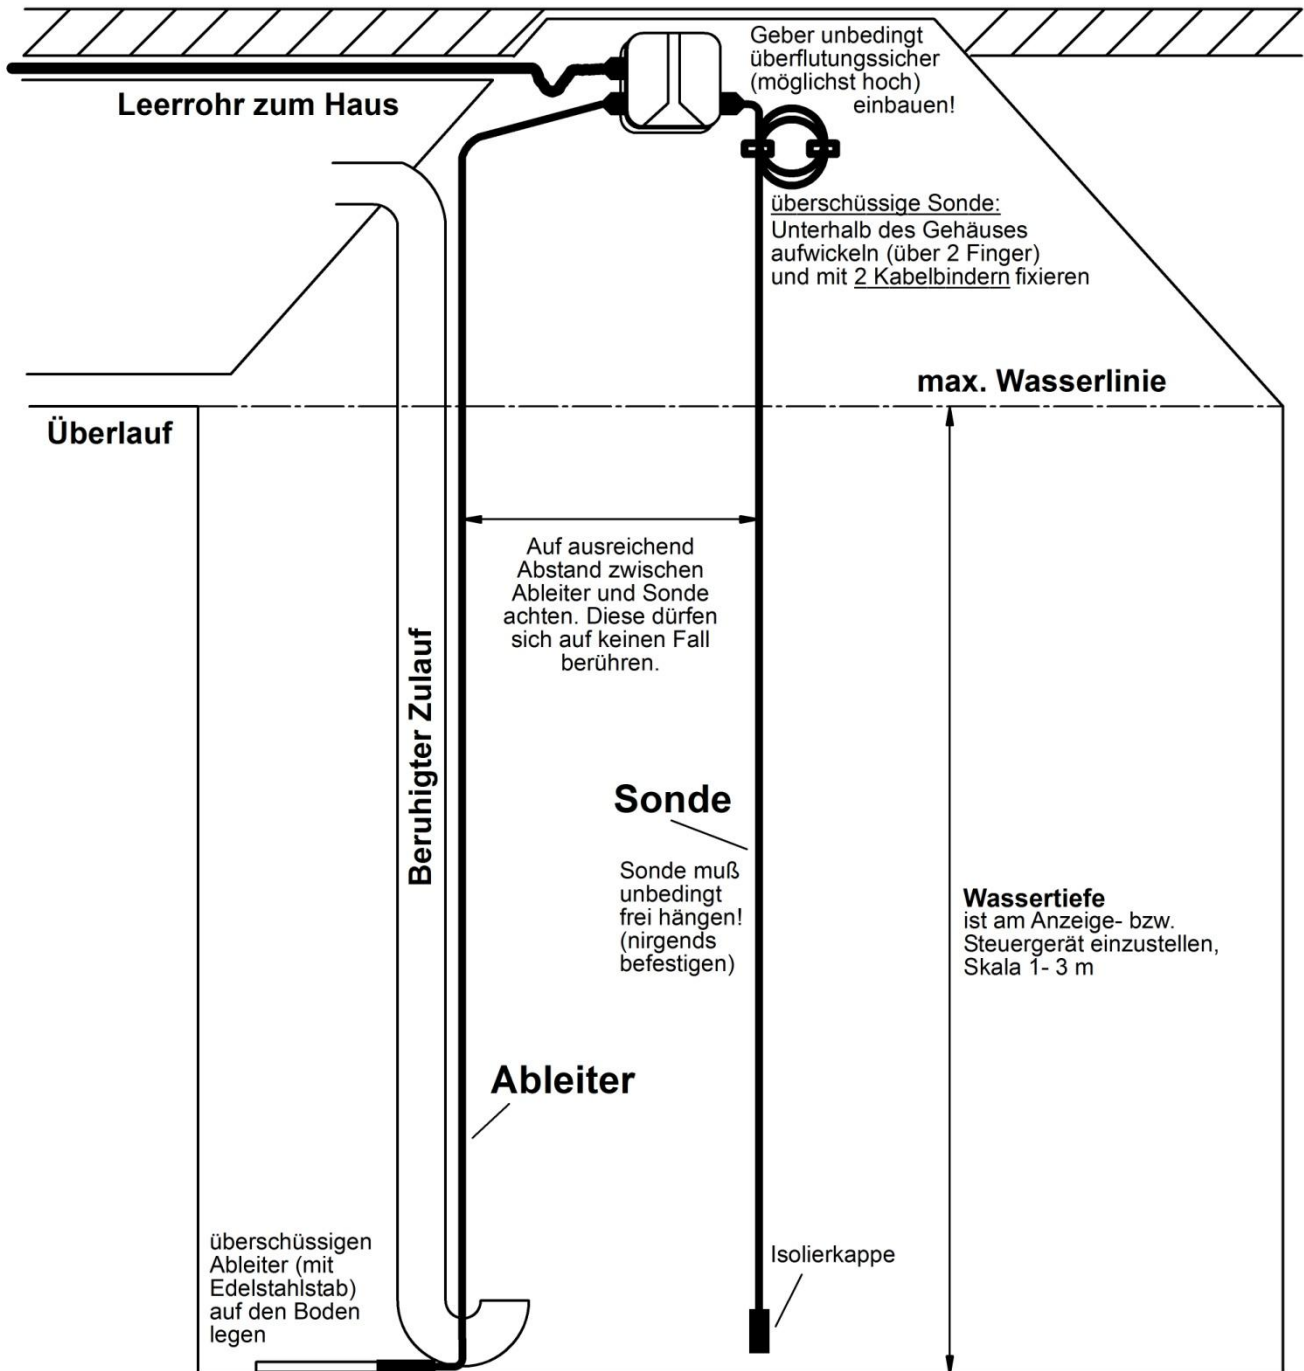 Geber unbedingt
überflutungssicher
(möglichst hoch)
einbauen!
Leerrohr zum Haus
überschüssige Sonde:
Unterhalb des Gehäuses
aufwickeln (über 2 Finger)
und mit 2 Kabelbindern fixieren
max. Wasserlinie
Überlauf
Auf ausreichend
Abstand zwischen
Ableiter und Sonde
achten. Diese dürfen
sich auf keinen Fall
berühren.
Beruhigter Zulauf
Sonde
Sonde muß
unbedingt
frei hängen!
(nirgends
befestigen)
Wassertiefe
ist am Anzeige- bzw.
Steuergerät einzustellen,
Skala 1- 3 m
Ableiter
überschüssigen
Ableiter (mit
Edelstahlstab)
auf den Boden
legen
Isolierkappe